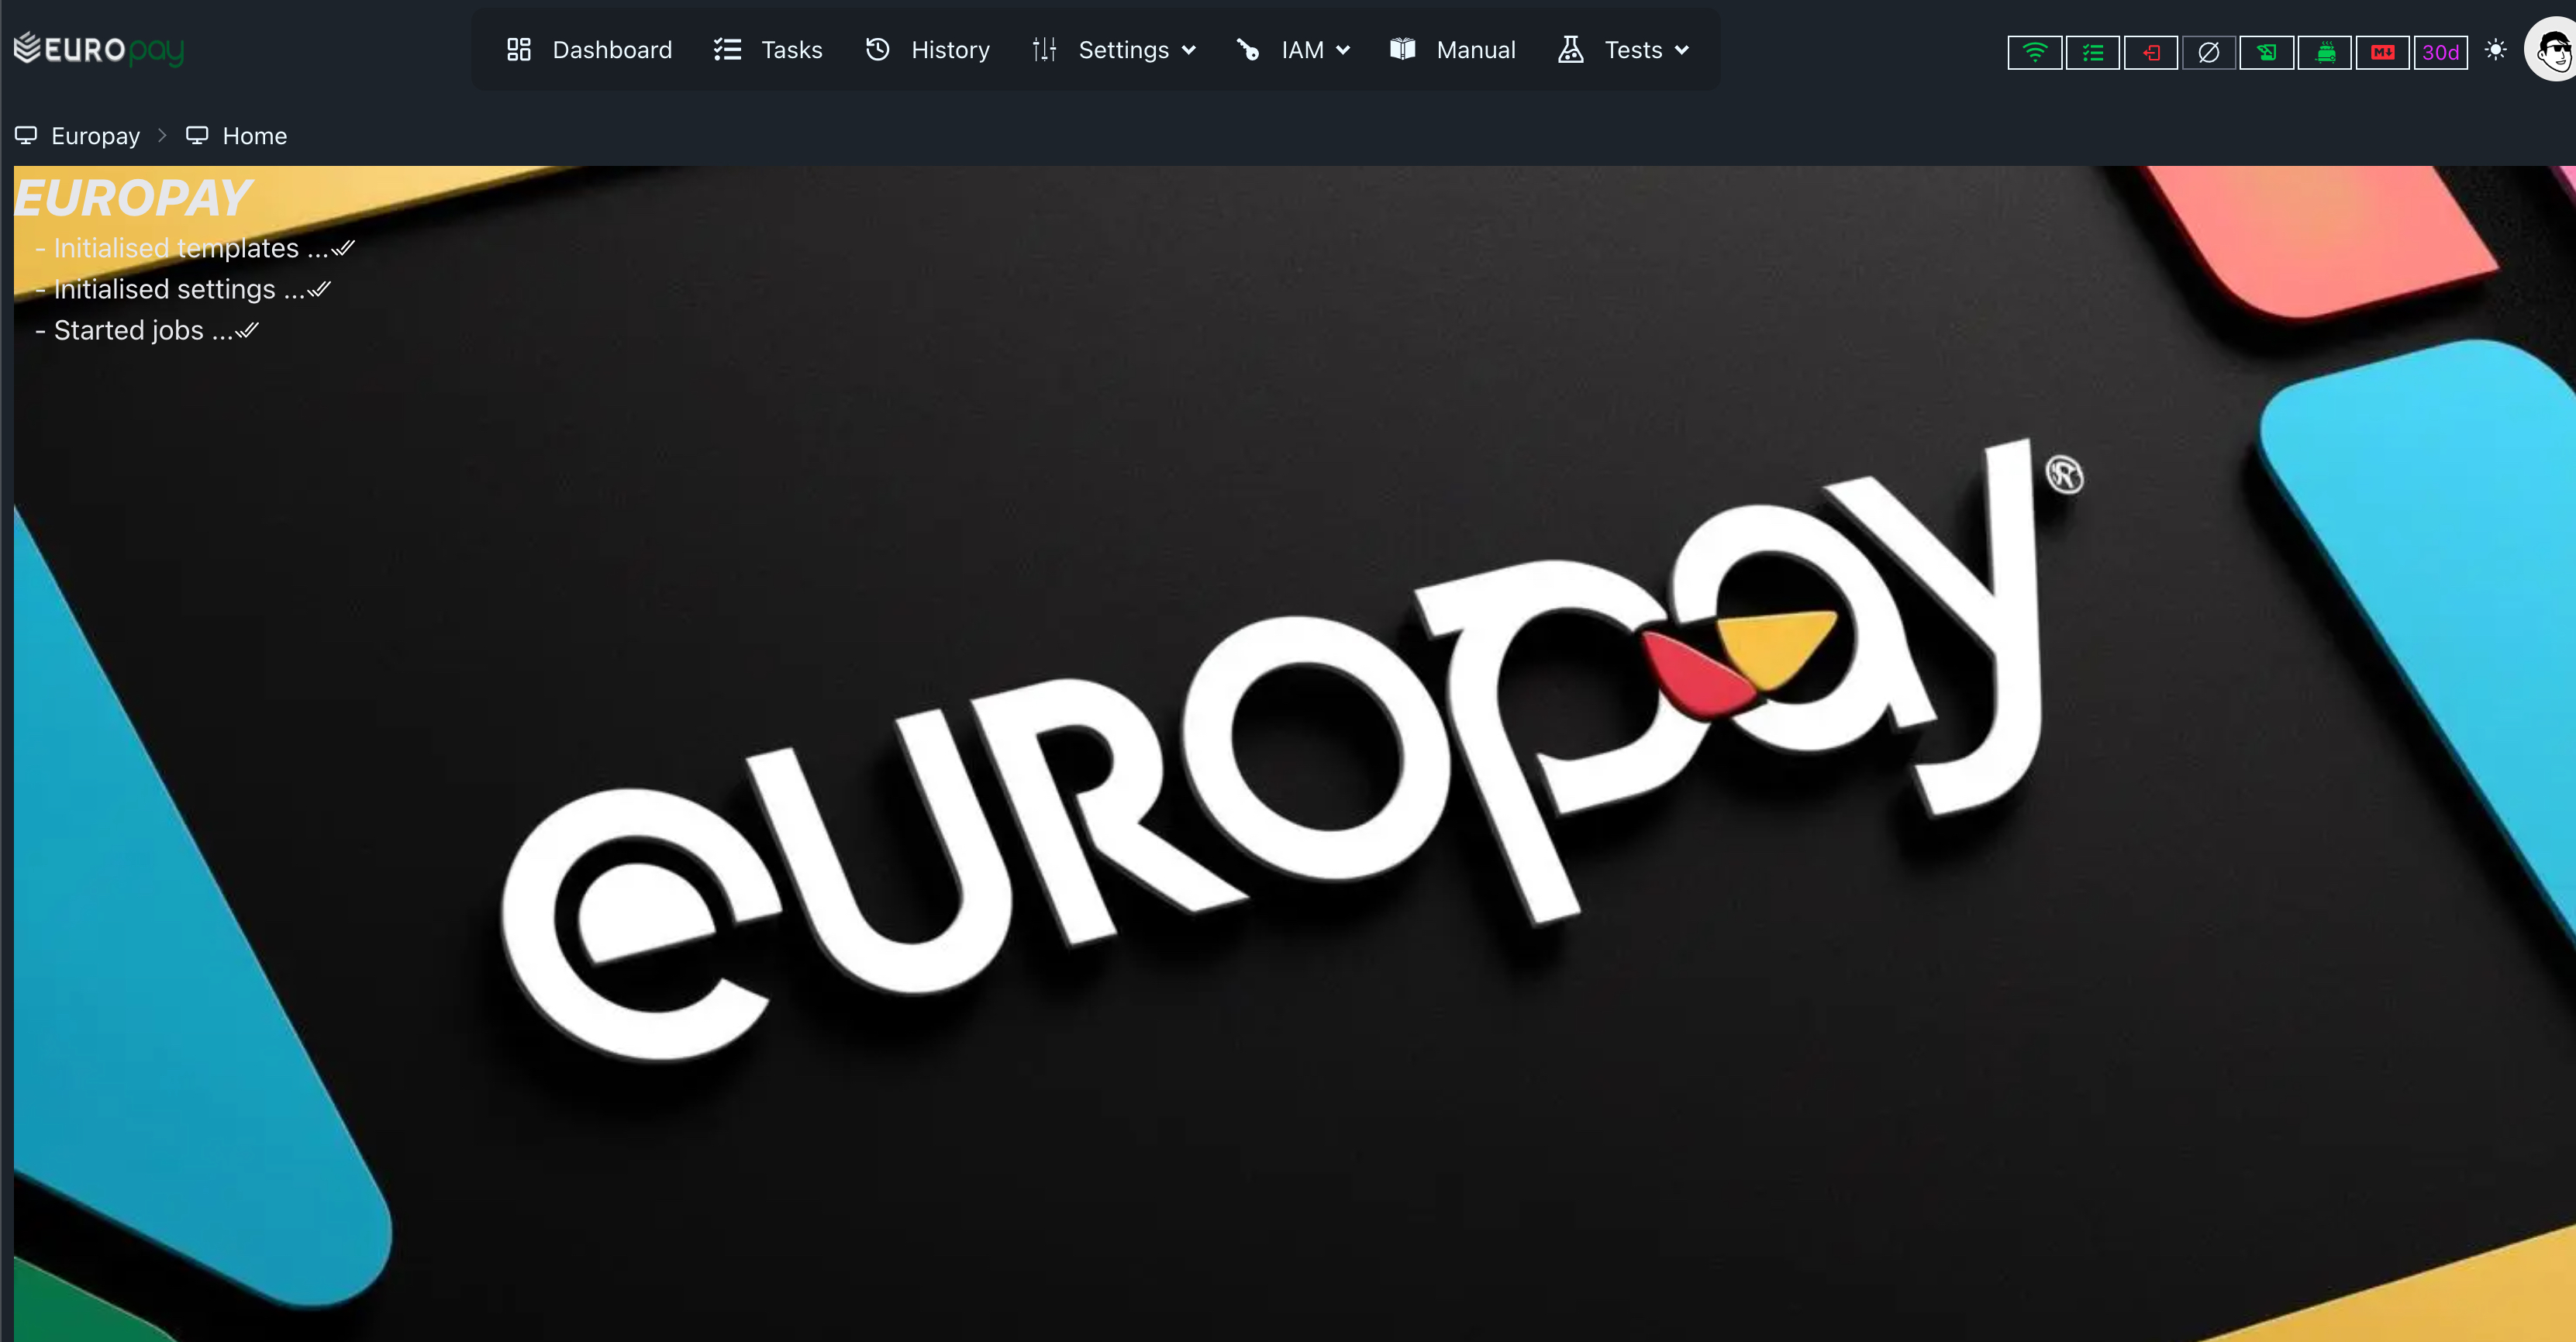 EUROpay
Dashboard
Tasks
History
Settings
IAM
Manual
Tests
M
30d
Europay
Home
EUROPAY
- Initialised templates ...
- Initialised settings ...
- Started jobs ...
euROpay®